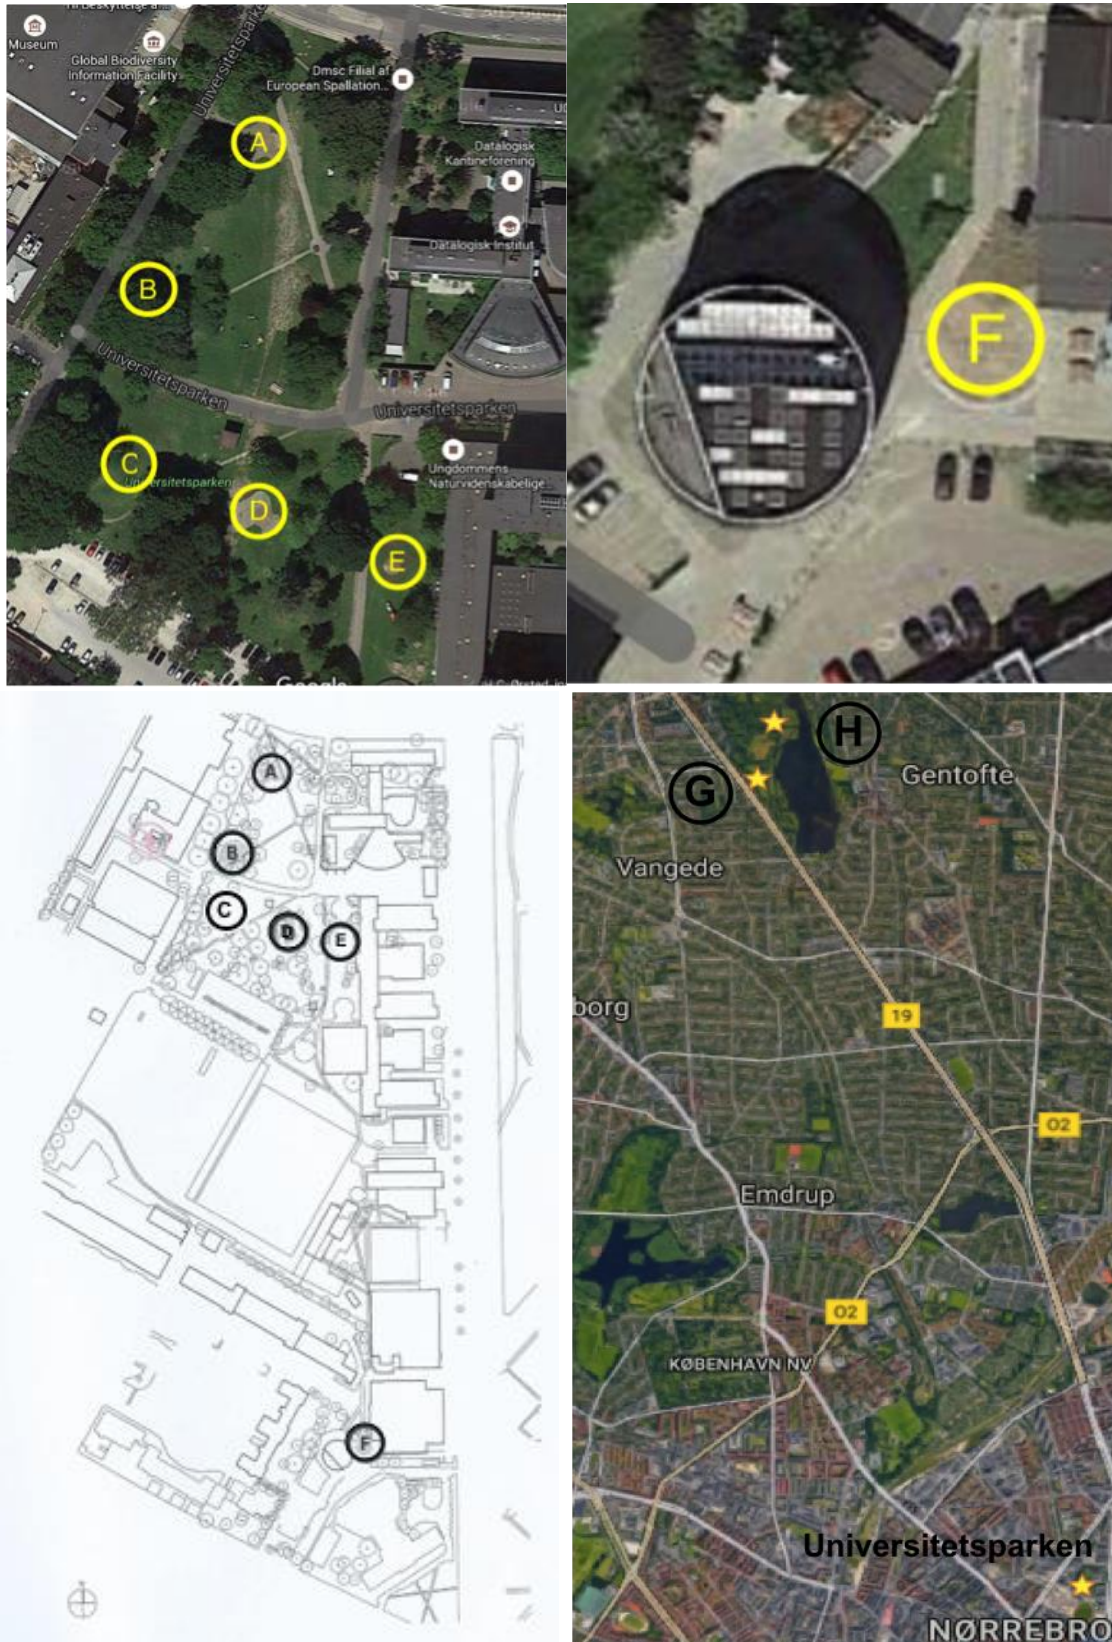 Museum
Global Biodiversity
Information Facility
Universitetsparken
Dmsc Filial af
European Spallation...
A
Datalogisk
Kantineforening
Datalogisk Institut
B
Universitetsparken
Universitetsparken
C
Universitetsparken
D
Ungdommens
Naturvidenskabelige...
E
Google
F
A
B
C
D
E
F
G
H
Gentofte
Vangede
borg
19
O2
Emdrup
O2
KØBENHAVN NV
Universitetsparken
NØRREBRO